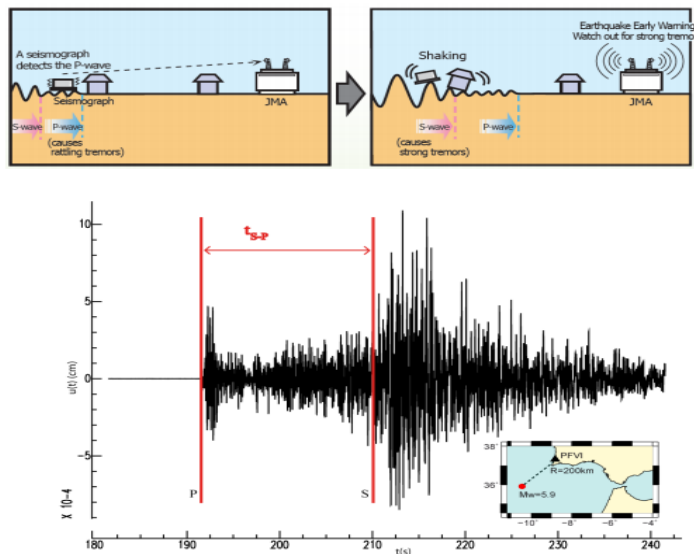 A seismograph
detects the P-wave
Seismograph
JMA
S-wave
P-wave
(causes
rattling tremors)
Earthquake Early Warning
Watch out for strong tremo
Shaking
JMA
S-wave
P-wave
(causes
strong tremors)
t S-P
10
5
0
-5
u(t) (cm)
X 10-4
P
S
38°
36°
PFVI
R=200km
Mw=5.9
-10° -8° -6° -4°
180 190 200 210 220 230 240
t(s)